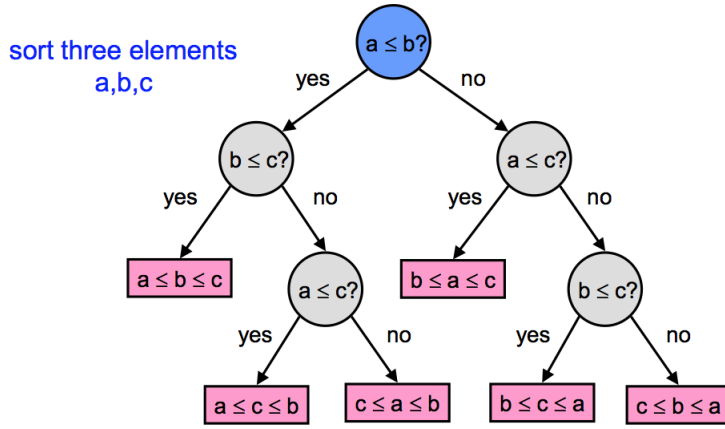 a ≤ b?
sort three elements
a,b,c
yes
no
b ≤ c?
a ≤ c?
yes
no
yes
no
a ≤ b ≤ c
a ≤ c?
b ≤ a ≤ c
b ≤ c?
yes
no
yes
no
a ≤ c ≤ b
c ≤ a ≤ b
b ≤ c ≤ a
c ≤ b ≤ a